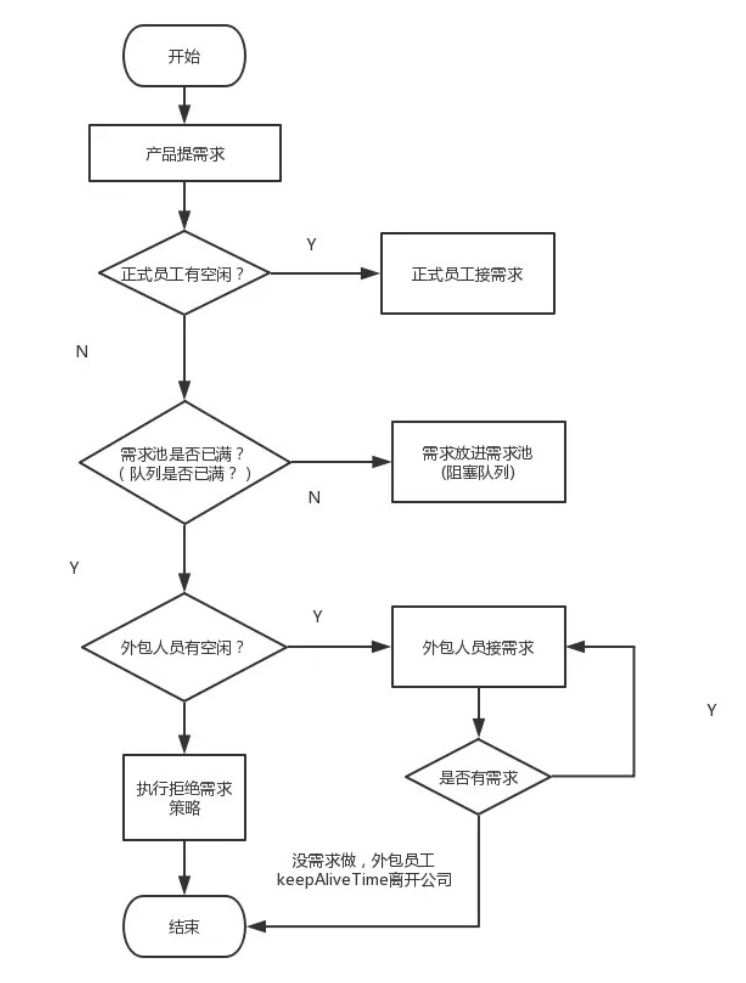 开始
产品提需求
正式员工有空闲？
Y
正式员工接需求
N
需求池是否已满？
（队列是否已满？）
N
需求放进需求池
(阻塞队列)
Y
外包人员有空闲？
Y
外包人员接需求
Y
是否有需求
执行拒绝需求
策略
没需求做，外包员工
keepAliveTime离开公司
结束